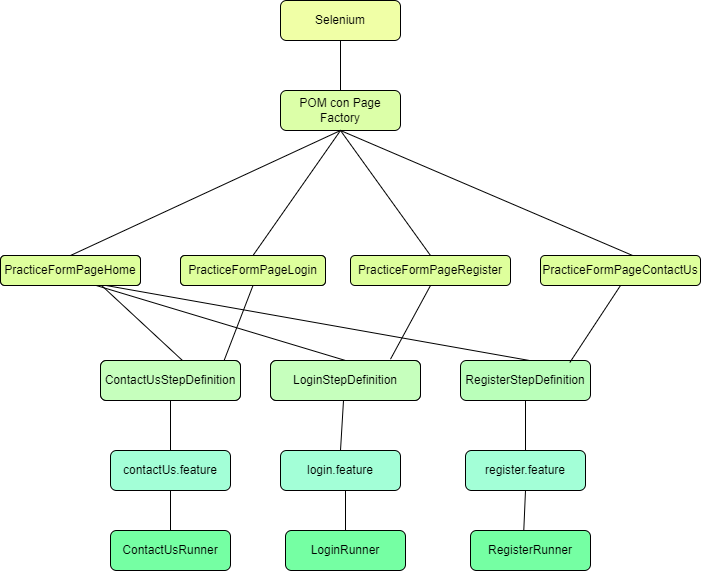 Selenium
POM con Page
Factory
PracticeFormPageHome
PracticeFormPageLogin
PracticeFormPageRegister
PracticeFormPageContactUs
ContactUsStepDefinition
LoginStepDefinition
RegisterStepDefinition
contactUs.feature
login.feature
register.feature
ContactUsRunner
LoginRunner
RegisterRunner